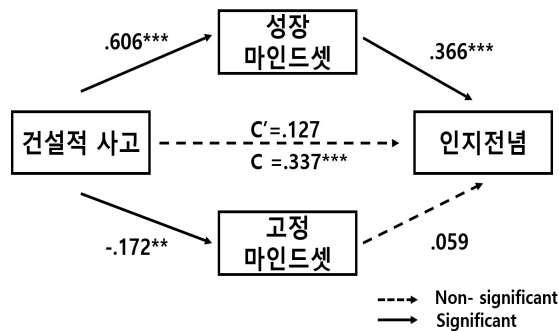 성장
마인드셋
.606***
.366***
건설적 사고
C′=.127
C =.337***
인지전념
-.172**
고정
마인드셋
.059
Non- significant
Significant